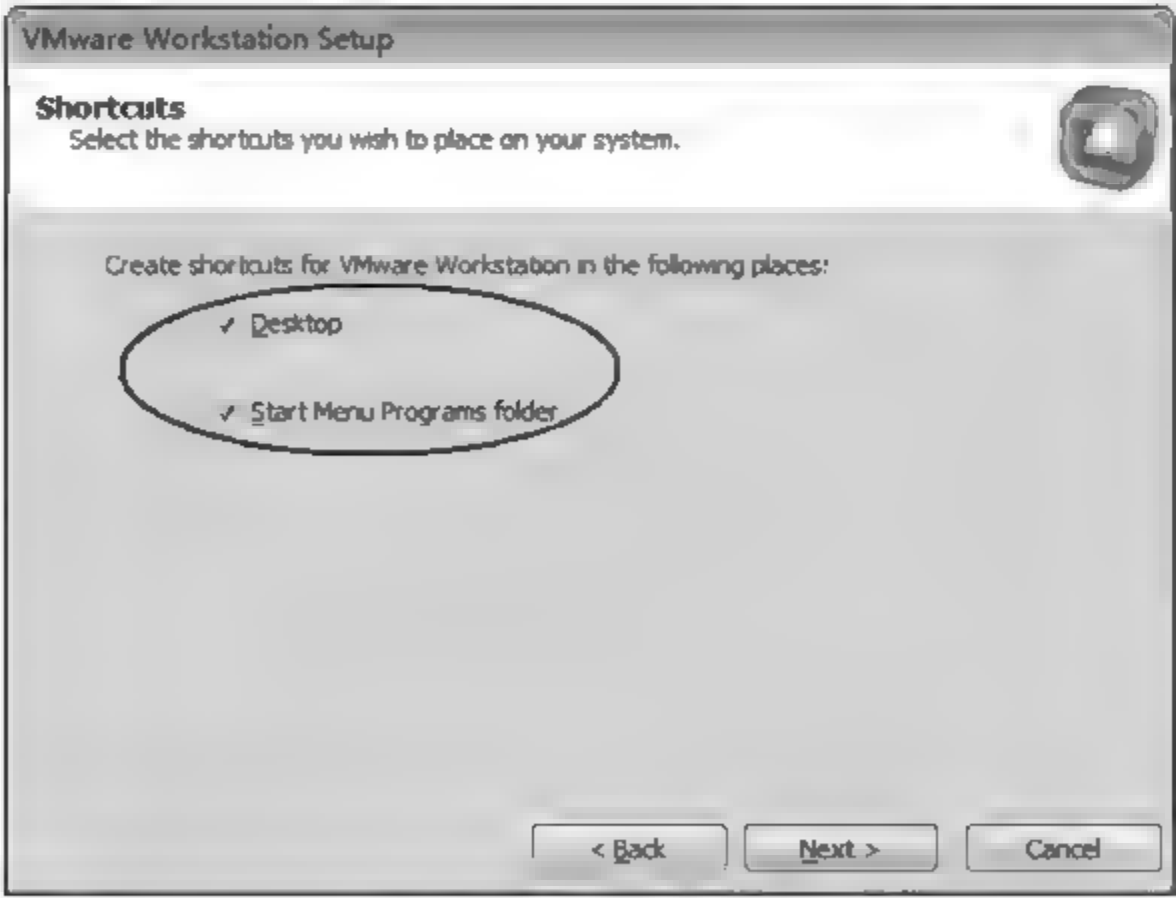 VMware Workstation Setup
Shortcuts
Select the shortcuts you wish to place on your system.
Create shortcuts for VMware Workstation in the following places:
✓ Desktop
✓ Start Menu Programs folder
< Back
Next >
Cancel